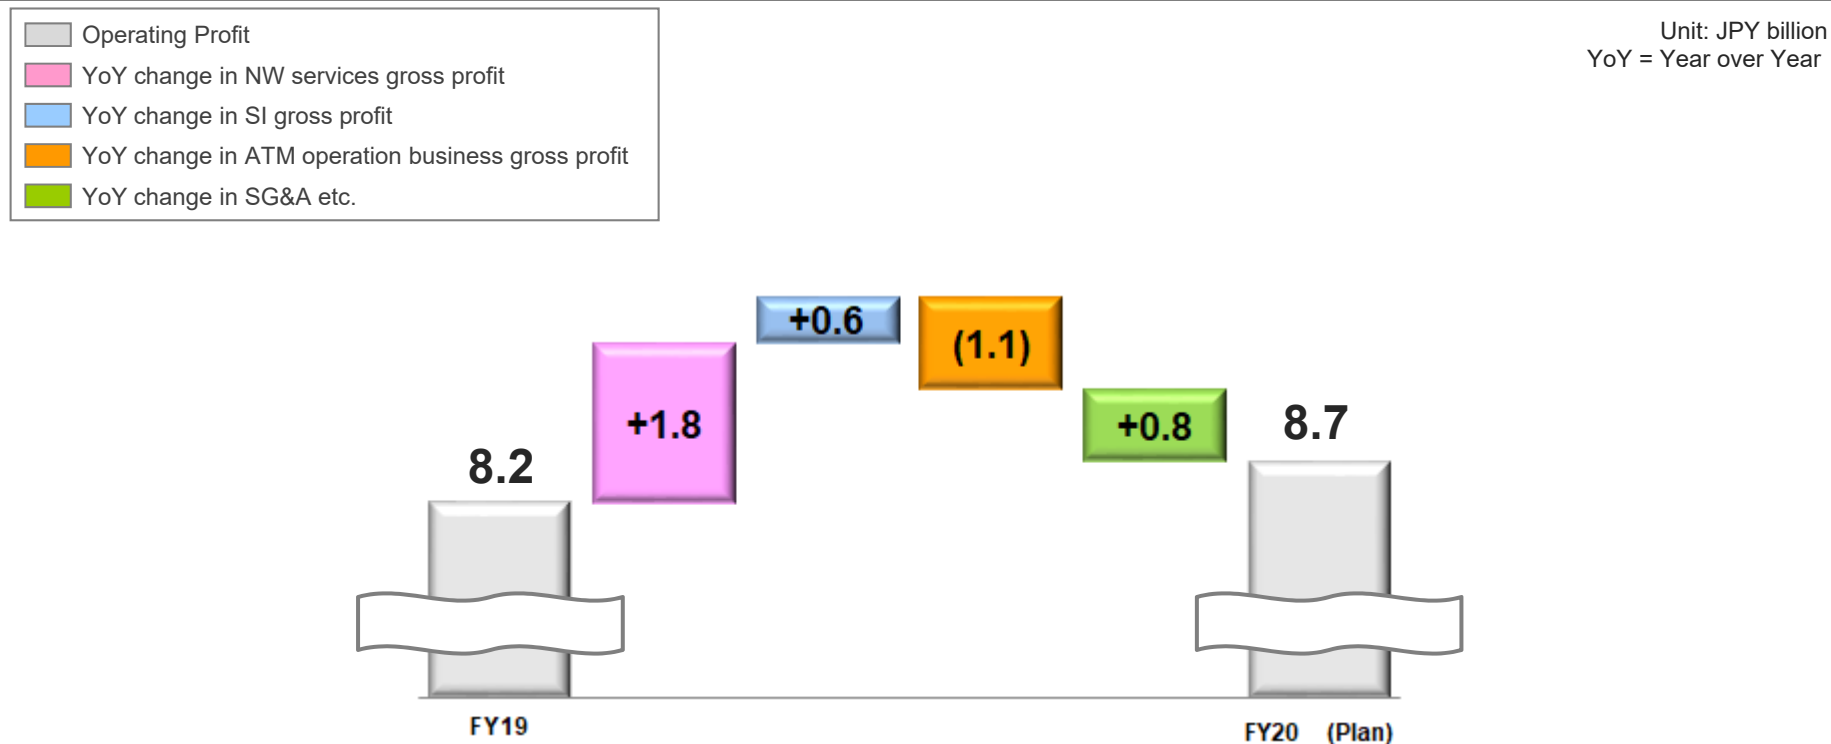 Operating Profit
YoY change in NW services gross profit
YoY change in SI gross profit
YoY change in ATM operation business gross profit
YoY change in SG&A etc.
Unit: JPY billion
YoY = Year over Year
8.2
+1.8
+0.6
(1.1)
+0.8
8.7
FY19
FY20 (Plan)